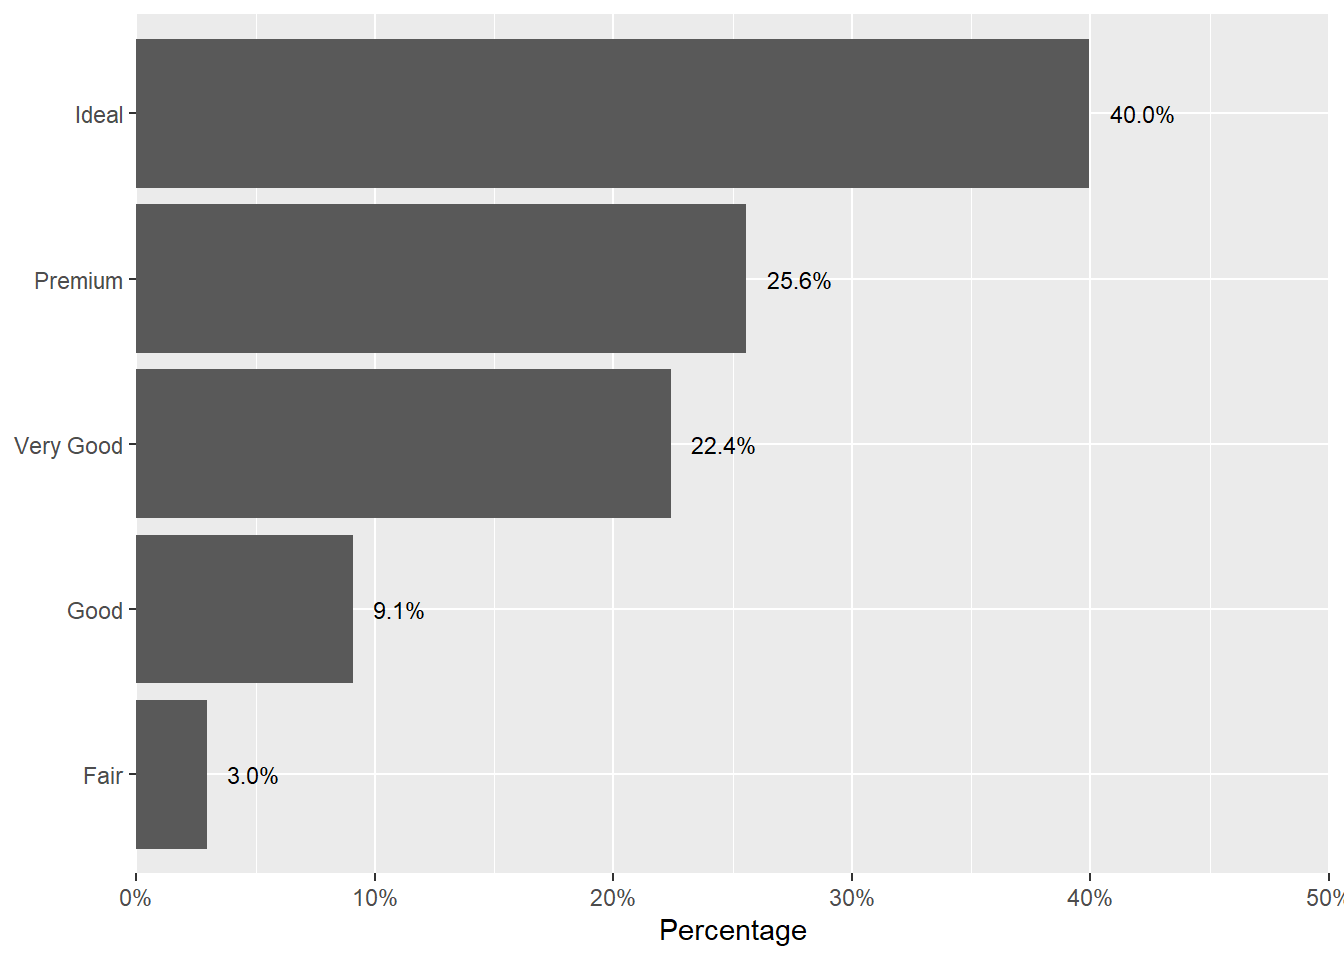 Ideal 40.0%
Premium 25.6%
Very Good 22.4%
Good 9.1%
Fair 3.0%
0% 10% 20% 30% 40% 50%
Percentage